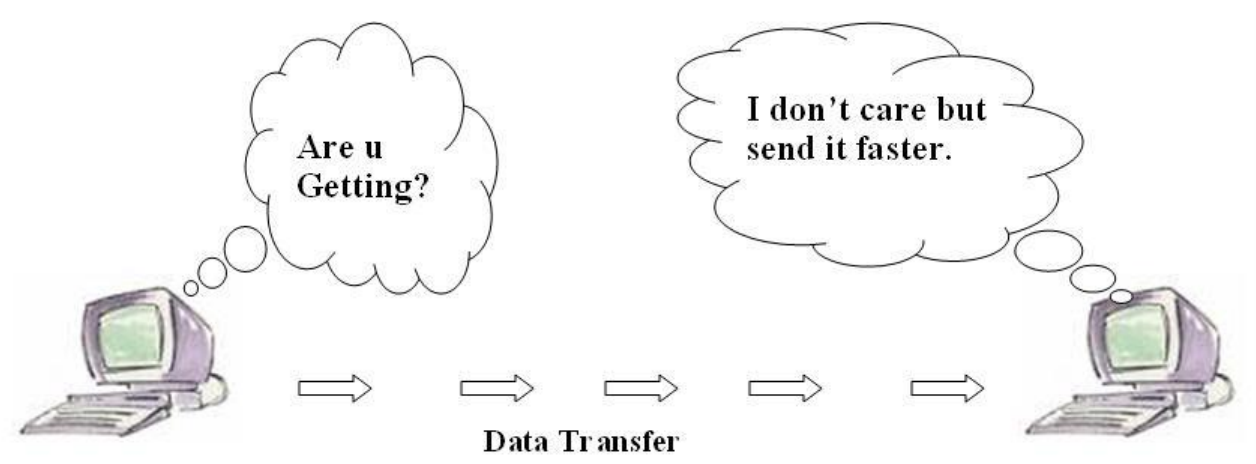 Are u
Getting?
I don't care but
send it faster.
Data Transfer